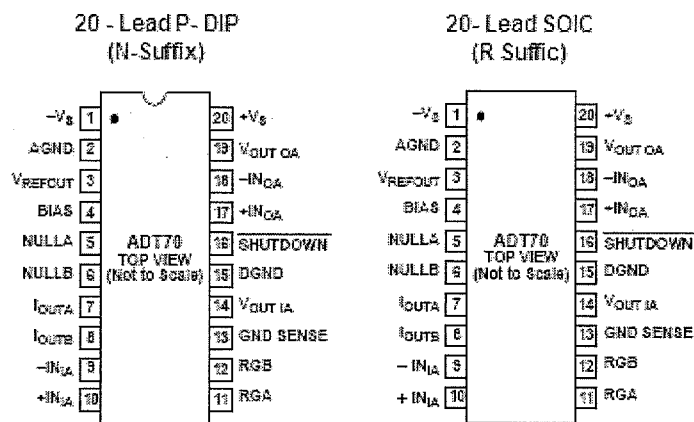 20 - Lead P- DIP
(N-Suffix)
-VS 1
AGND 2
VREFOUT 3
BIAS 4
NULLA 5
NULLB 6
IOUTA 7
IOUTB 8
-INIA 9
+INIA 10
ADT70
TOP VIEW
(Not to Scale)
20 +VS
19 VOUT OA
18 -INOA
17 +INOA
16 SHUTDOWN
15 DGND
14 VOUT IA
13 GND SENSE
12 RGB
11 RGA
20- Lead SOIC
(R Suffic)
-VS 1
AGND 2
VREFOUT 3
BIAS 4
NULLA 5
NULLB 6
IOUTA 7
IOUTB 8
-INIA 9
+ INIA 10
ADT70
TOP VIEW
(Not to Scale)
20 +VS
19 VOUT OA
18 -INOA
17 +INOA
16 SHUTDOWN
15 DGND
14 VOUT IA
13 GND SENSE
12 RGB
11 RGA